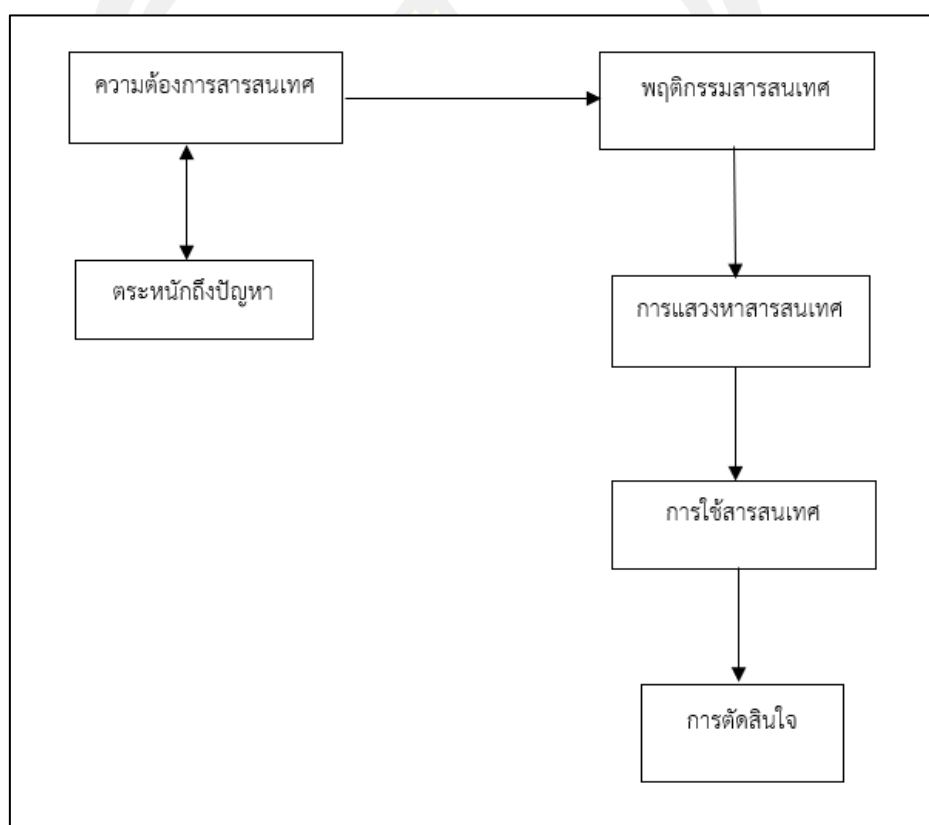 ความต้องการสารสนเทศ
พฤติกรรมสารสนเทศ
ตระหนักถึงปัญหา
การแสวงหาสารสนเทศ
การใช้สารสนเทศ
การตัดสินใจ